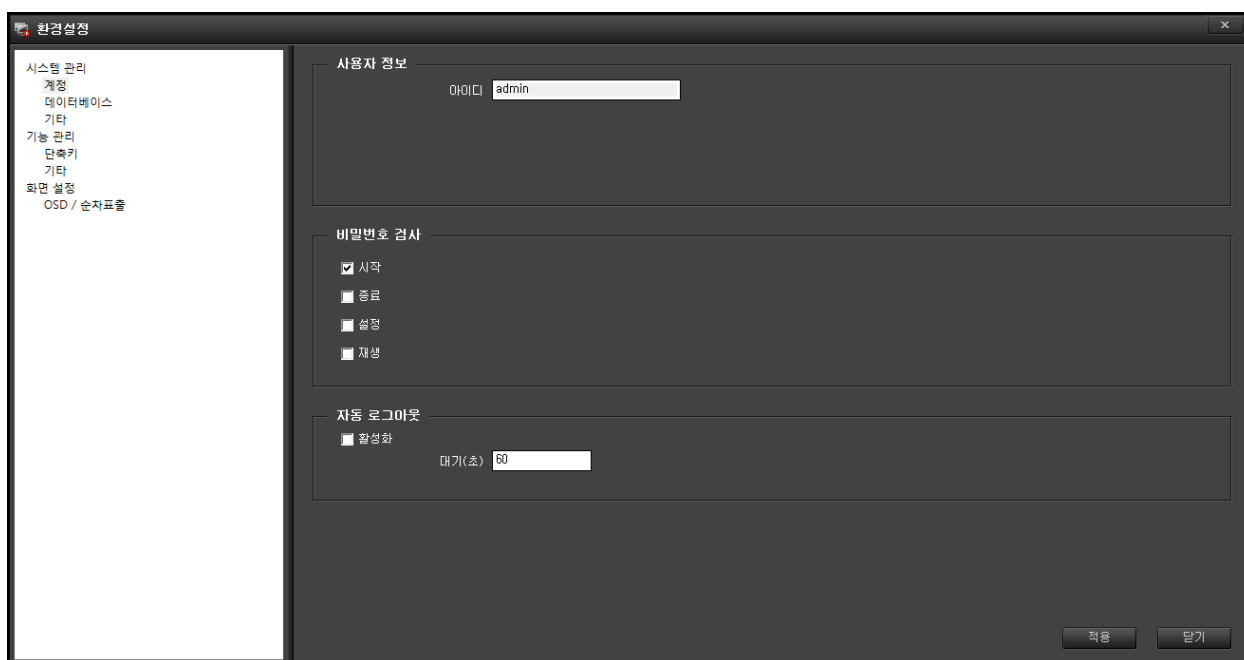 환경설정
시스템 관리
계정
데이터베이스
기타
기능 관리
단축키
기타
화면 설정
OSD / 순차표출
사용자 정보
아이디 admin
비밀번호 검사
시작
종료
설정
재생
자동 로그아웃
활성화
대기(초) 60
적용 닫기